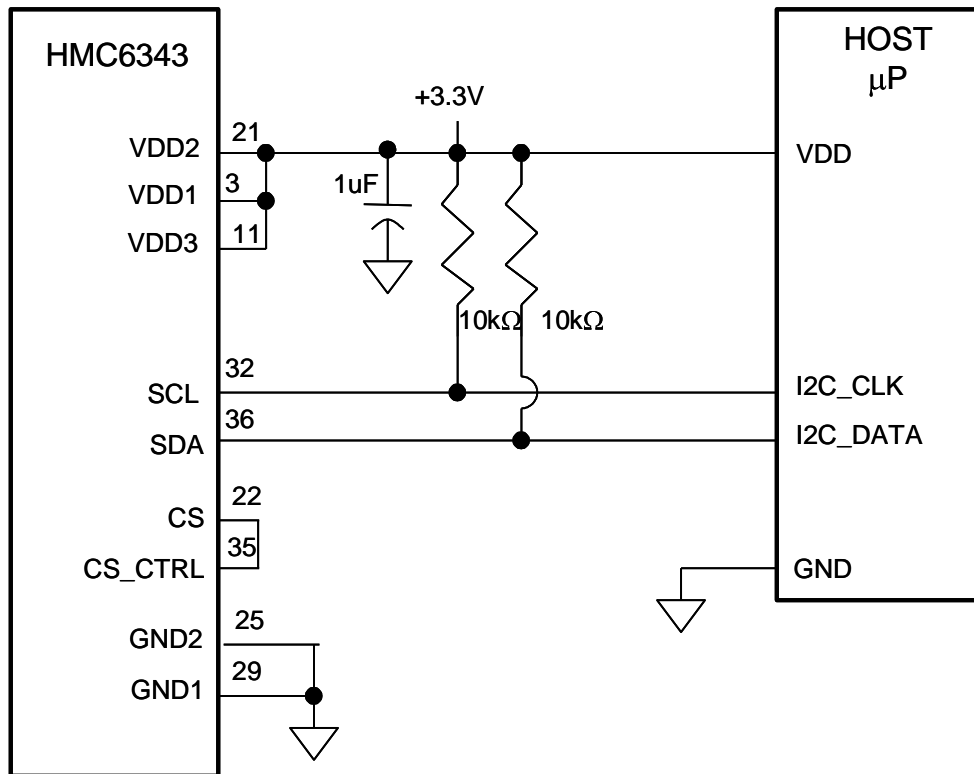 HMC6343
HOST
μP
+3.3V
21
VDD2
VDD
3
1uF
VDD1
11
VDD3
10kΩ
10kΩ
32
SCL
I2C_CLK
36
SDA
I2C_DATA
22
CS
35
CS_CTRL
GND
25
GND2
29
GND1